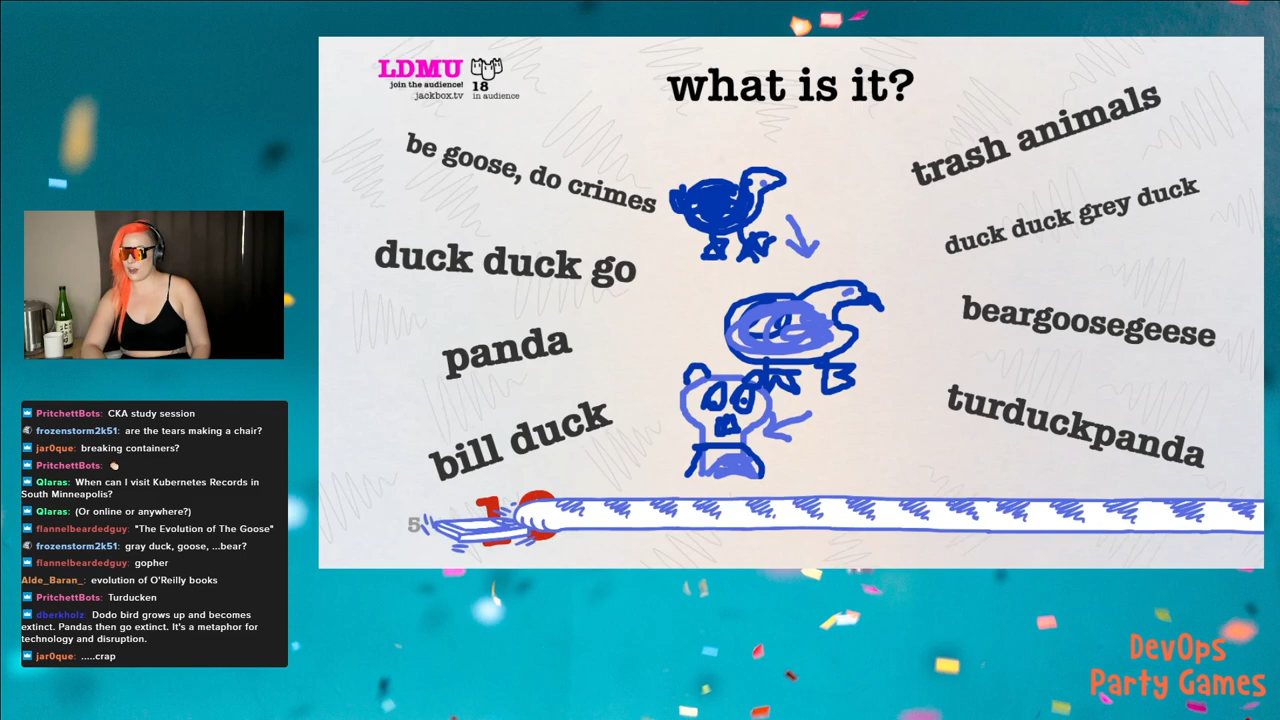 LDMU
join the audience!
jackbox.tv
18
in audience
what is it?
be goose, do crimes
duck duck go
panda
bill duck
trash animals
duck duck grey duck
beargoosegeese
turduckpanda
5
PritchettBots: CKA study session
frozenstorm2k51: are the tears making a chair?
jar0que: breaking containers?
PritchettBots: 👏🏻
Qlaras: When can I visit Kubernetes Records in
South Minneapolis?
Qlaras: (Or online or anywhere?)
flannelbeardedguy: "The Evolution of The Goose"
frozenstorm2k51: gray duck, goose, ...bear?
flannelbeardedguy: gopher
Alde_Baran_: evolution of O'Reilly books
PritchettBots: Turducken
dberkholz: Dodo bird grows up and becomes
extinct. Pandas then go extinct. It's a metaphor for
technology and disruption.
jar0que: .....crap
DevOps
Party Games